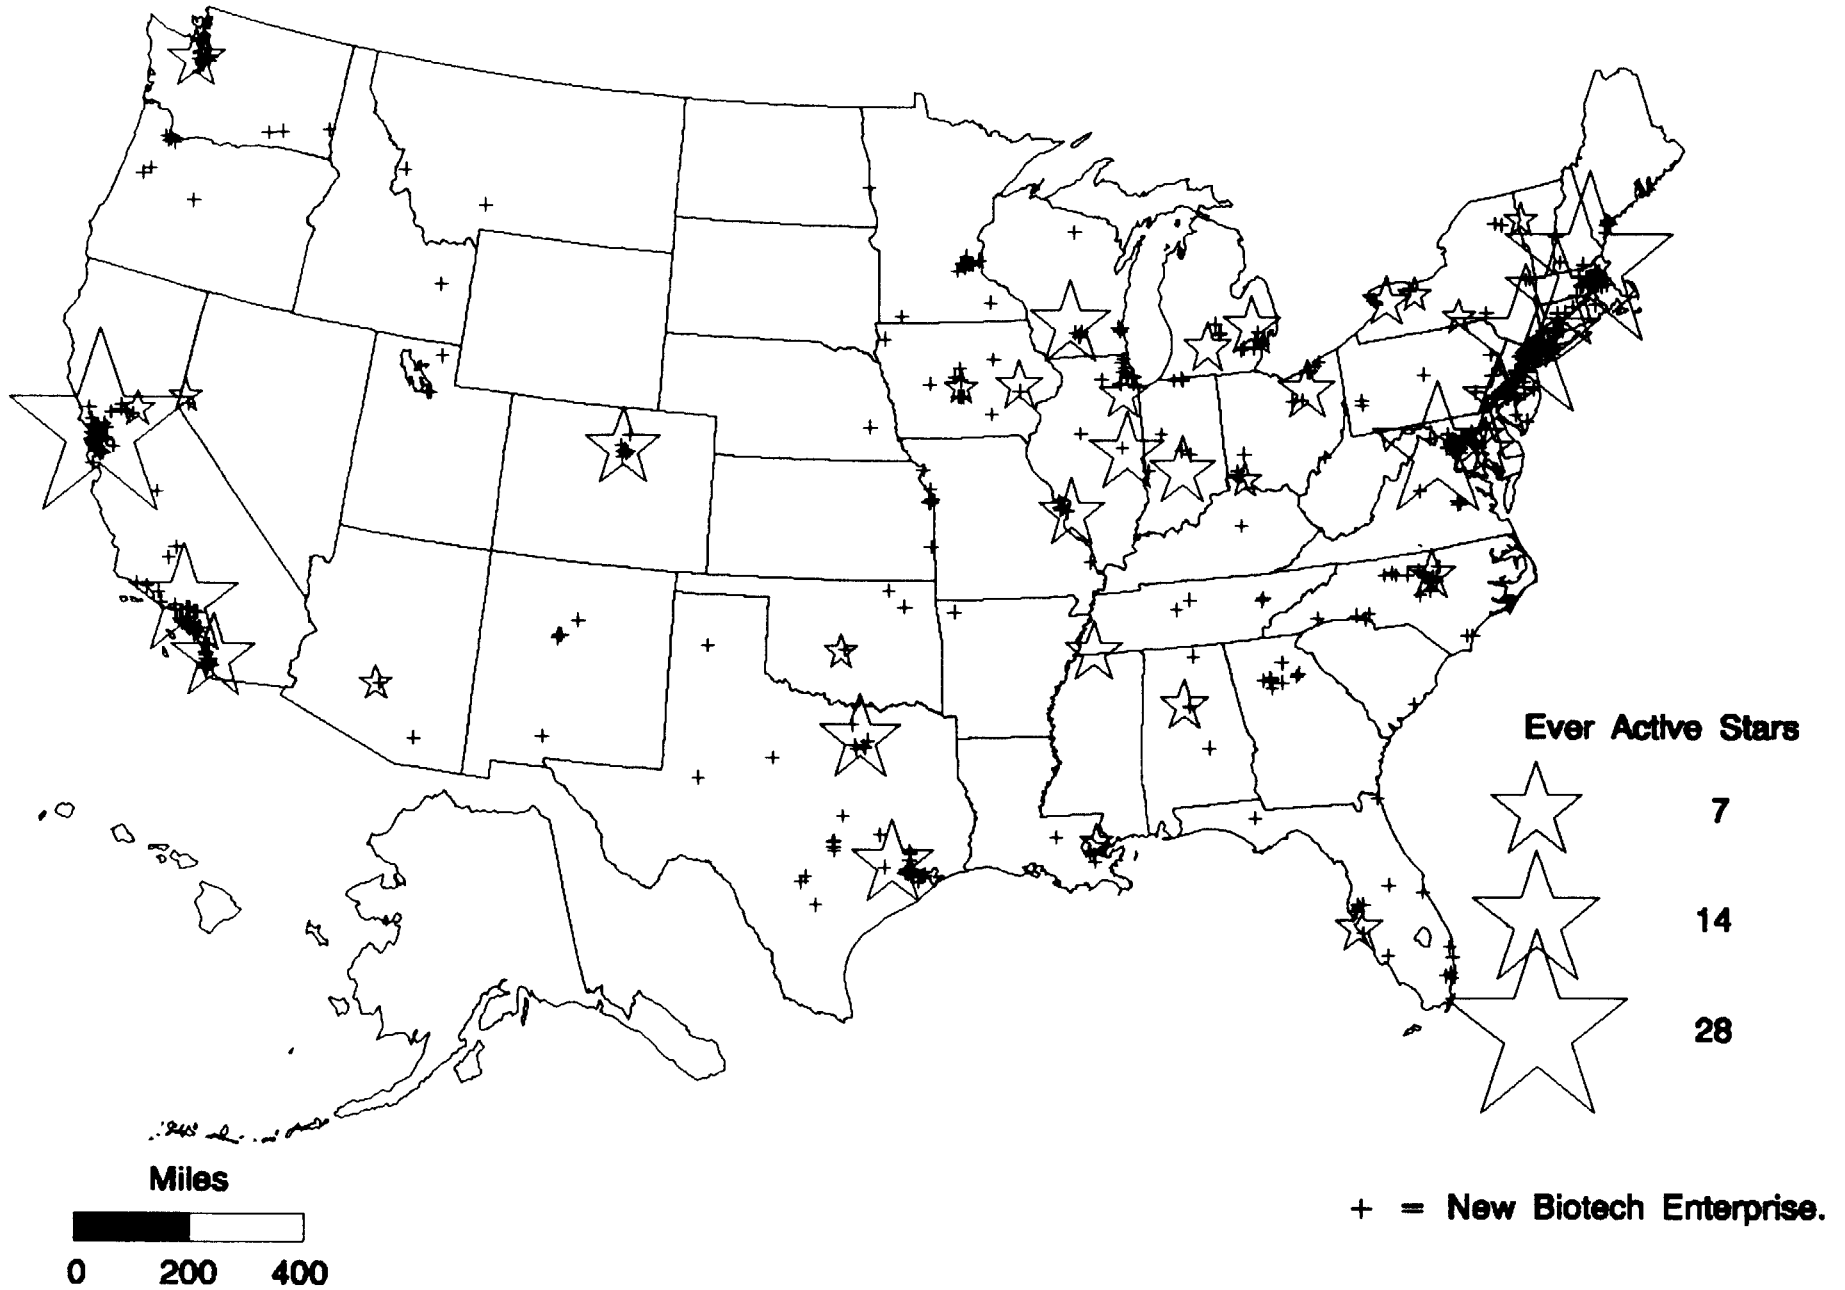 Ever Active Stars
7
14
28
Miles
0 200 400
+ = New Biotech Enterprise.